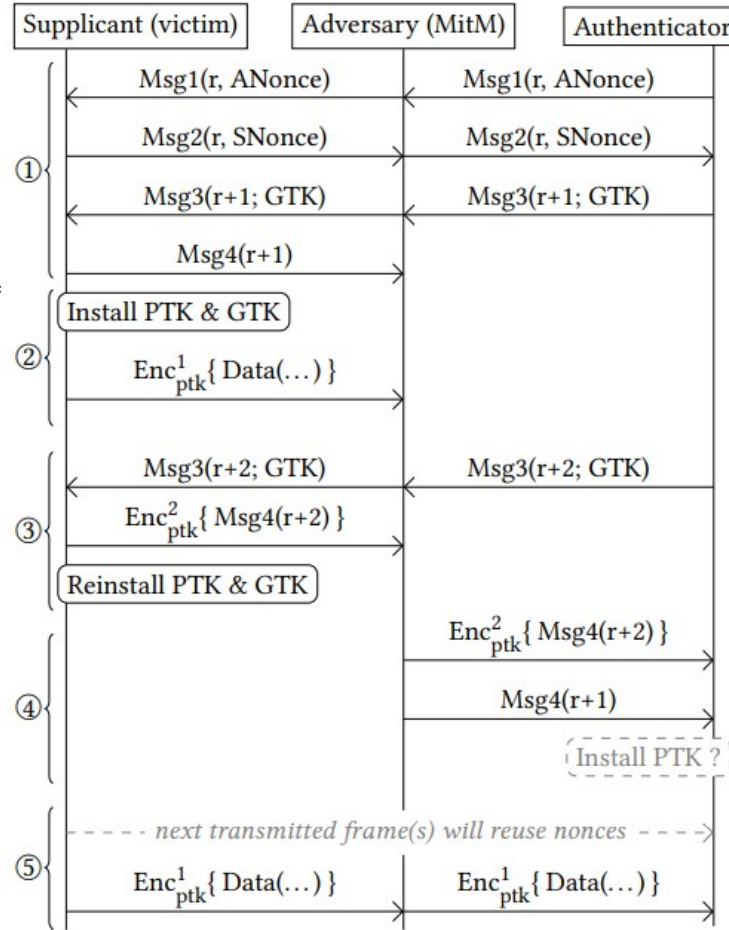 Supplicant (victim) Adversary (MitM) Authenticator
①
Msg1(r, ANonce) Msg1(r, ANonce)
Msg2(r, SNonce) Msg2(r, SNonce)
Msg3(r+1; GTK) Msg3(r+1; GTK)
Msg4(r+1)
②
Install PTK & GTK
Enc¹ptk{ Data(…) }
③
Msg3(r+2; GTK) Msg3(r+2; GTK)
Enc²ptk{ Msg4(r+2) }
Reinstall PTK & GTK
④
Enc²ptk{ Msg4(r+2) }
Msg4(r+1)
Install PTK ?
⑤
next transmitted frame(s) will reuse nonces
Enc¹ptk{ Data(…) } Enc¹ptk{ Data(…) }